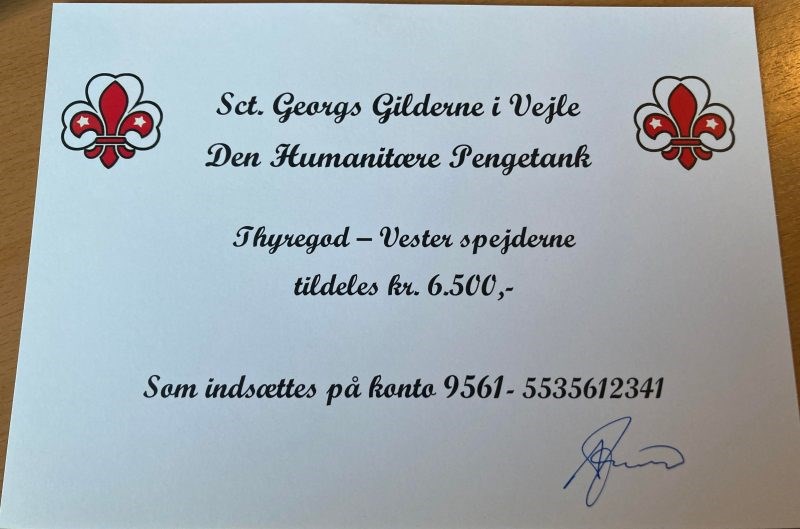 Sct. Georgs Gilderne i Vejle
Den Humanitære Pengetank
Thyregod – Vester spejderne
tildeles kr. 6.500,-
Som indsættes på konto 9561- 5535612341